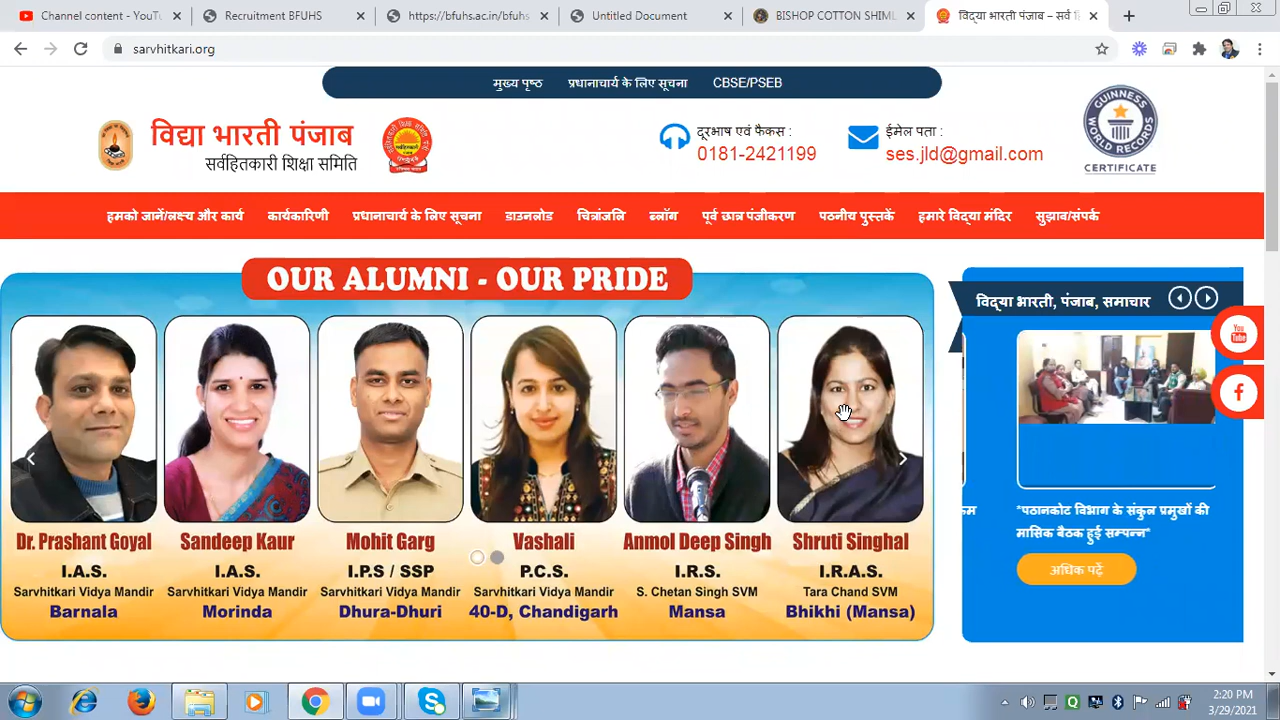 Channel content - YouTu
Recruitment BFUHS
https://bfuhs.ac.in/bfuhs
Untitled Document
BISHOP COTTON SHIML
विद्या भारती पंजाब – सर्व हि
sarvhitkari.org
मुख्य पृष्ठ प्रधानाचार्य के लिए सूचना CBSE/PSEB
विद्या भारती पंजाब
सर्वहितकारी शिक्षा समिति
दूरभाष एवं फैकस :
0181-2421199
ईमेल पता :
ses.jld@gmail.com
GUINNESS
WORLD RECORDS
CERTIFICATE
हमको जानें/लक्ष्य और कार्य कार्यकारिणी प्रधानाचार्य के लिए सूचना डाउनलोड चित्रांजलि ब्लॉग पूर्व छात्र पंजीकरण पठनीय पुस्तकें हमारे विद्या मंदिर सुझाव/संपर्क
OUR ALUMNI - OUR PRIDE
Dr. Prashant Goyal
I.A.S.
Sarvhitkari Vidya Mandir
Barnala
Sandeep Kaur
I.A.S.
Sarvhitkari Vidya Mandir
Morinda
Mohit Garg
I.P.S / SSP
Sarvhitkari Vidya Mandir
Dhura-Dhuri
Vashali
P.C.S.
Sarvhitkari Vidya Mandir
40-D, Chandigarh
Anmol Deep Singh
I.R.S.
S. Chetan Singh SVM
Mansa
Shruti Singhal
I.R.A.S.
Tara Chand SVM
Bhikhi (Mansa)
विद्या भारती, पंजाब, समाचार
You
Tube
*पठानकोट विभाग के संकुल प्रमुखों की
मासिक बैठक हुई सम्पन्न*
अधिक पढ़ें
2:20 PM
3/29/2021